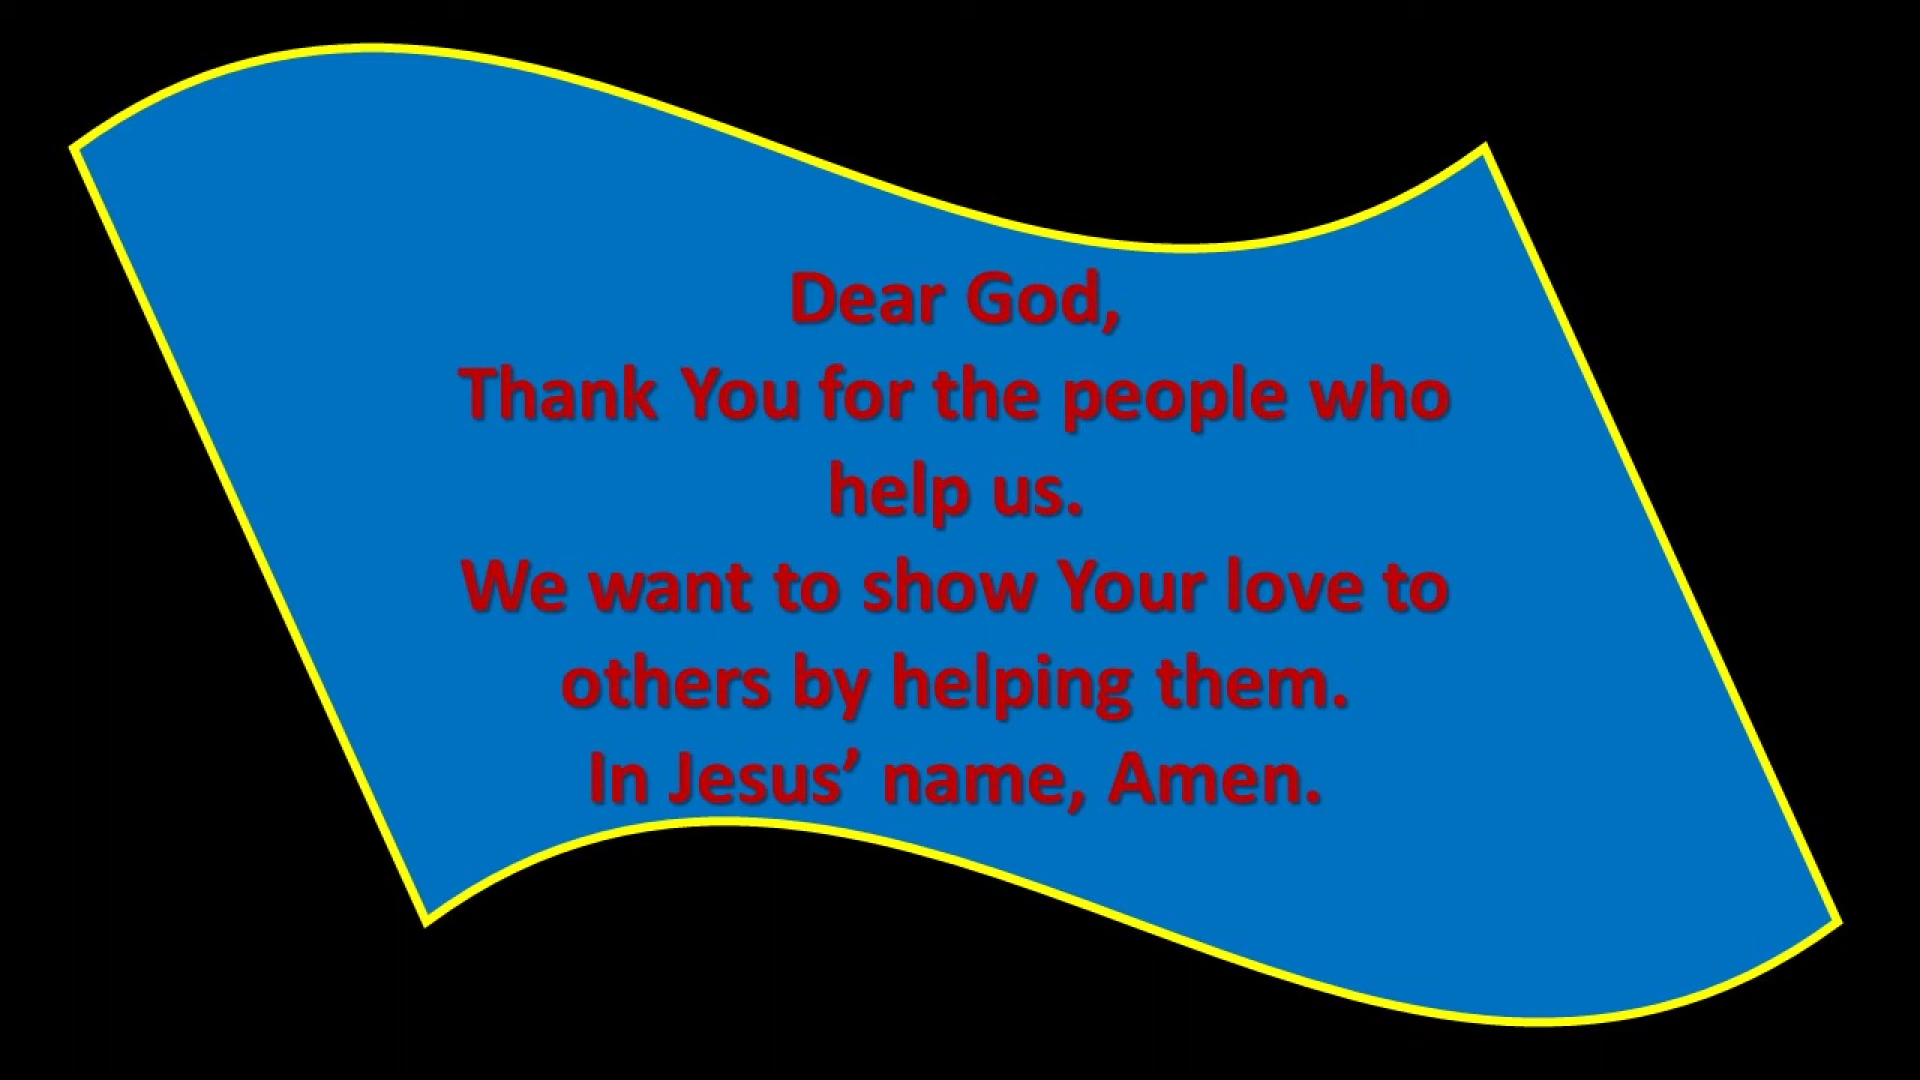 Dear God,
Thank You for the people who
help us.
We want to show Your love to
others by helping them.
In Jesus’ name, Amen.